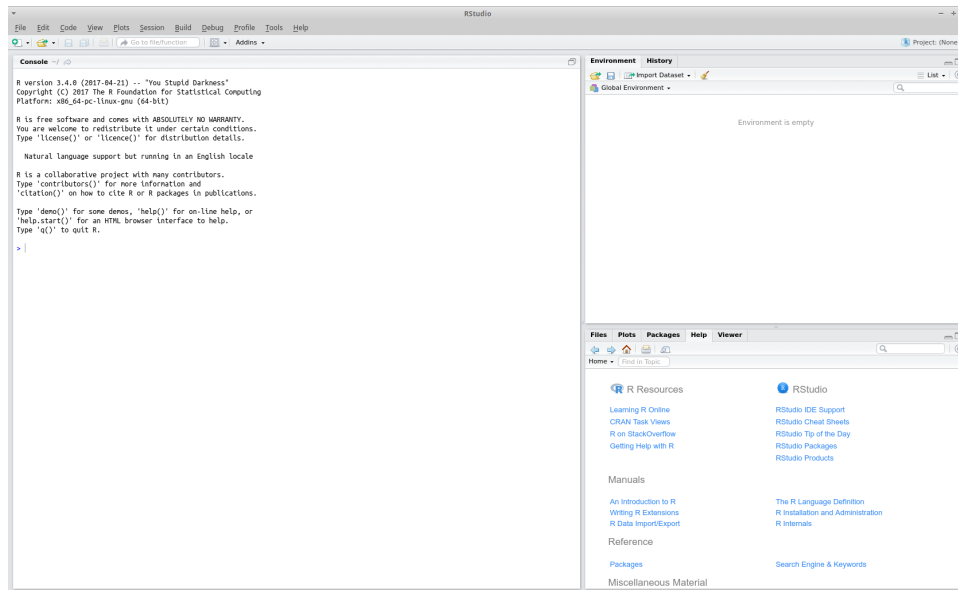 RStudio
File Edit Code View Plots Session Build Debug Profile Tools Help
Go to file/function Addins Project: (None
Console ~/
R version 3.4.0 (2017-04-21) -- "You Stupid Darkness"
Copyright (C) 2017 The R Foundation for Statistical Computing
Platform: x86_64-pc-linux-gnu (64-bit)
R is free software and comes with ABSOLUTELY NO WARRANTY.
You are welcome to redistribute it under certain conditions.
Type 'license()' or 'licence()' for distribution details.
Natural language support but running in an English locale
R is a collaborative project with many contributors.
Type 'contributors()' for more information and
'citation()' on how to cite R or R packages in publications.
Type 'demo()' for some demos, 'help()' for on-line help, or
'help.start()' for an HTML browser interface to help.
Type 'q()' to quit R.
>
Environment History
Import Dataset List
Global Environment
Environment is empty
Files Plots Packages Help Viewer
Home Find in Topic
R R Resources
Learning R Online
CRAN Task Views
R on StackOverflow
Getting Help with R
R RStudio
RStudio IDE Support
RStudio Cheat Sheets
RStudio Tip of the Day
RStudio Packages
RStudio Products
Manuals
An Introduction to R
Writing R Extensions
R Data Import/Export
The R Language Definition
R Installation and Administration
R Internals
Reference
Packages
Search Engine & Keywords
Miscellaneous Material